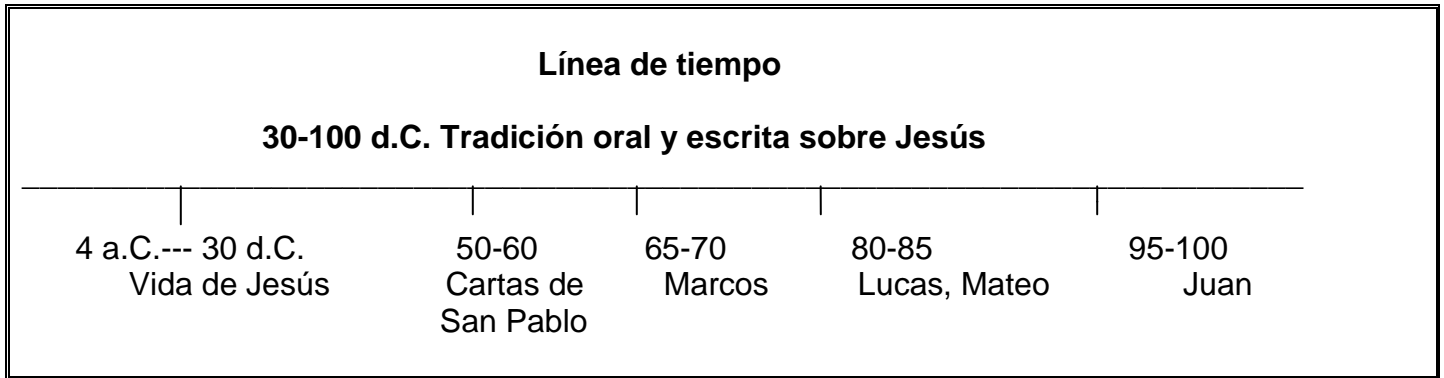 Línea de tiempo
30-100 d.C. Tradición oral y escrita sobre Jesús
4 a.C.--- 30 d.C. 50-60 65-70 80-85 95-100
Vida de Jesús Cartas de Marcos Lucas, Mateo Juan
San Pablo